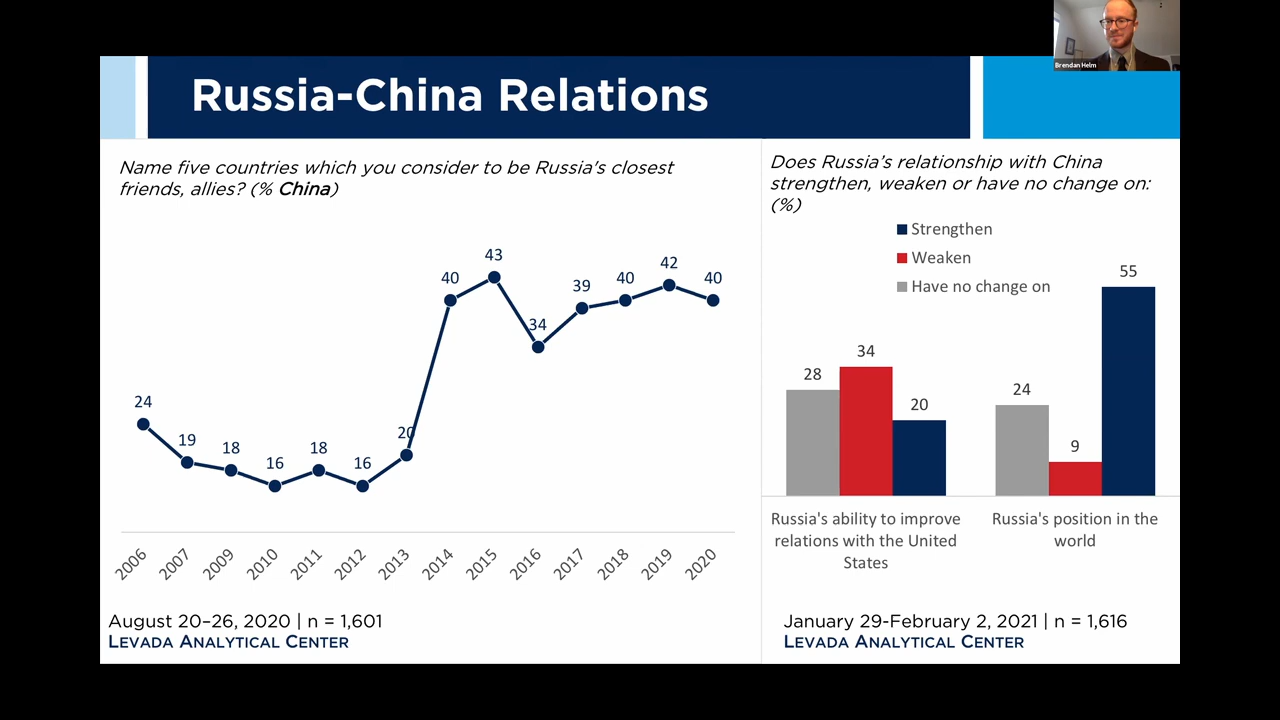 Brendan Helm
Russia-China Relations
Name five countries which you consider to be Russia's closest
friends, allies? (% China)
24
19
18
16
18
16
20
40
43
34
39
40
42
40
2006
2007
2009
2010
2011
2012
2013
2014
2015
2016
2017
2018
2019
2020
August 20–26, 2020 | n = 1,601
LEVADA ANALYTICAL CENTER
Does Russia's relationship with China
strengthen, weaken or have no change on:
(%)
Strengthen
Weaken
Have no change on
28
34
20
24
9
55
Russia's ability to improve
relations with the United
States
Russia's position in the
world
January 29-February 2, 2021 | n = 1,616
LEVADA ANALYTICAL CENTER